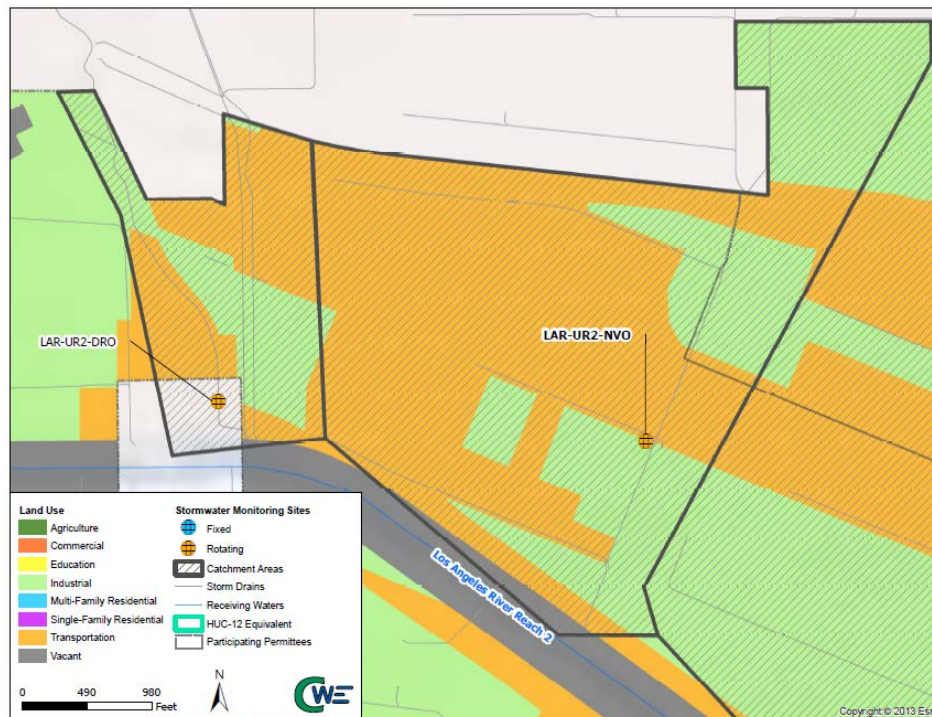 LAR-UR2-DRO
LAR-UR2-NVO
Los Angeles River Reach 2
Land Use
Agriculture
Commercial
Education
Industrial
Multi-Family Residential
Single-Family Residential
Transportation
Vacant
Stormwater Monitoring Sites
Fixed
Rotating
Catchment Areas
Storm Drains
Receiving Waters
HUC-12 Equivalent
Participating Permittees
0 490 980
Feet
N
CWE
Copyright:© 2013 Esri